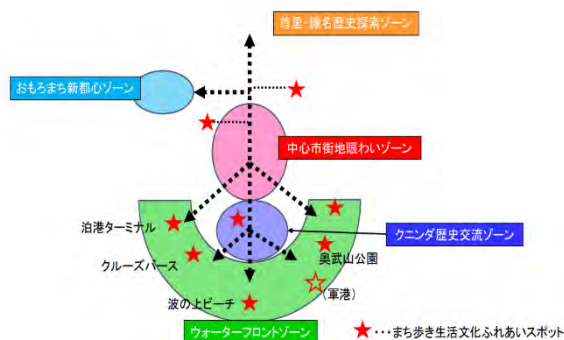 首里・識名歴史探索ゾーン
おもろまち新都心ゾーン
中心市街地賑わいゾーン
泊港ターミナル
クニンダ歴史交流ゾーン
クルーズバース
奥武山公園
(軍港)
波の上ビーチ
ウォーターフロントゾーン
★・・・まち歩き生活文化ふれあいスポット